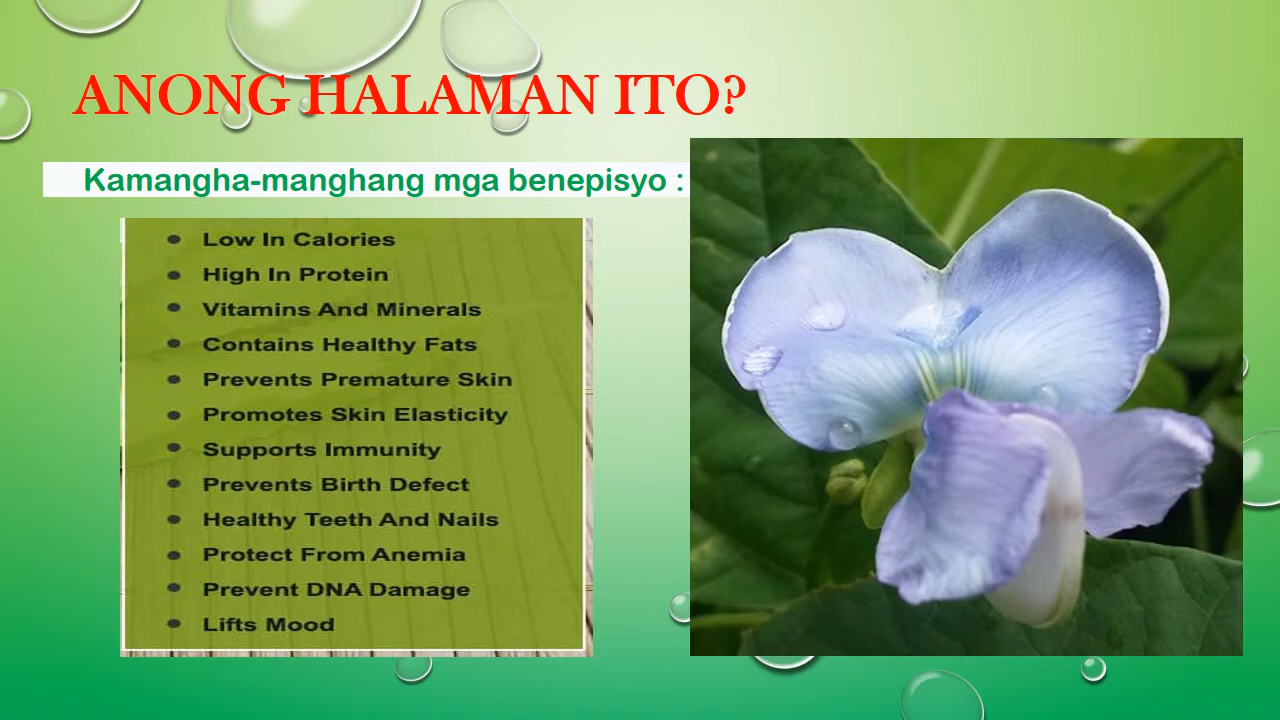 ANONG HALAMAN ITO?
Kamangha-manghang mga benepisyo :
• Low In Calories
• High In Protein
• Vitamins And Minerals
• Contains Healthy Fats
• Prevents Premature Skin
• Promotes Skin Elasticity
• Supports Immunity
• Prevents Birth Defect
• Healthy Teeth And Nails
• Protect From Anemia
• Prevent DNA Damage
• Lifts Mood